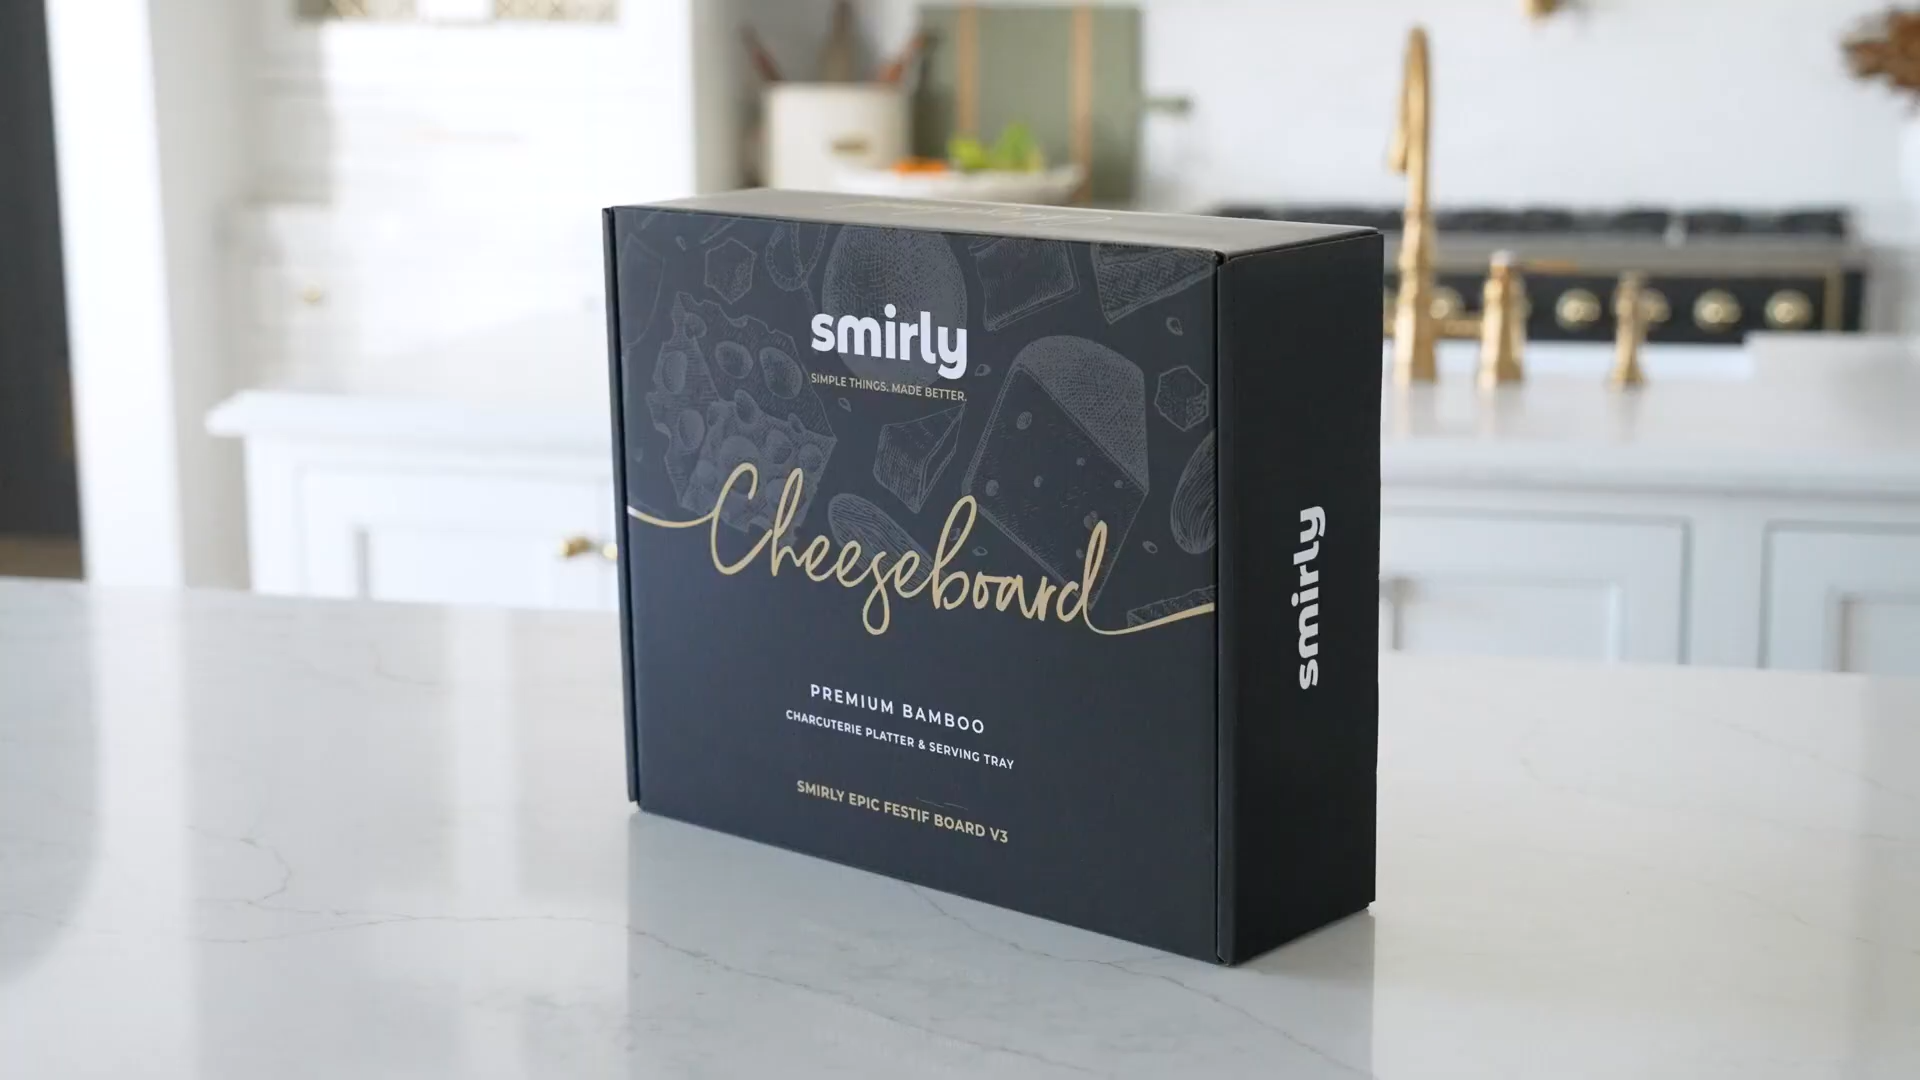 smirly
SIMPLE THINGS. MADE BETTER.
Cheeseboard
PREMIUM BAMBOO
CHARCUTERIE PLATTER & SERVING TRAY
SMIRLY EPIC FESTIF BOARD V3
smirly